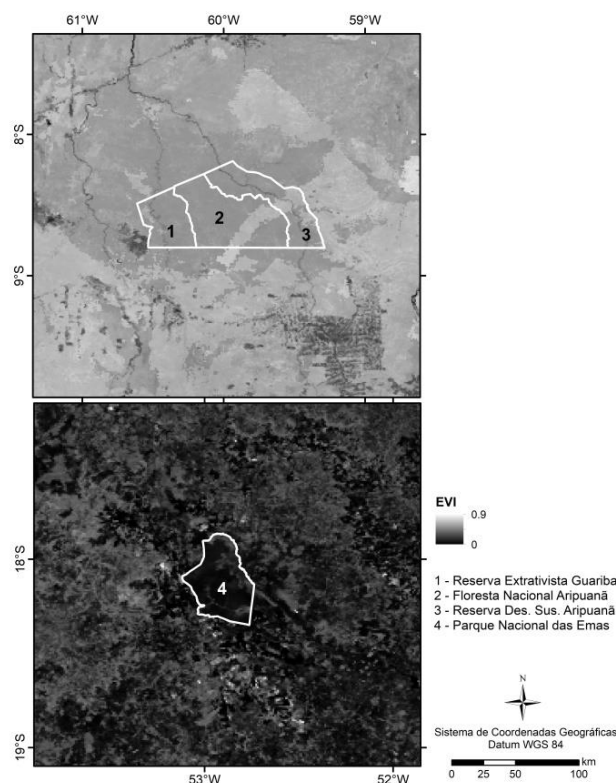 61°W 60°W 59°W
8°S
9°S
1
2
3
18°S
19°S
4
53°W 52°W
EVI
0.9
0
1 - Reserva Extrativista Guariba
2 - Floresta Nacional Aripuanã
3 - Reserva Des. Sus. Aripuanã
4 - Parque Nacional das Emas
N
Sistema de Coordenadas Geográficas
Datum WGS 84
km
0 25 50 100